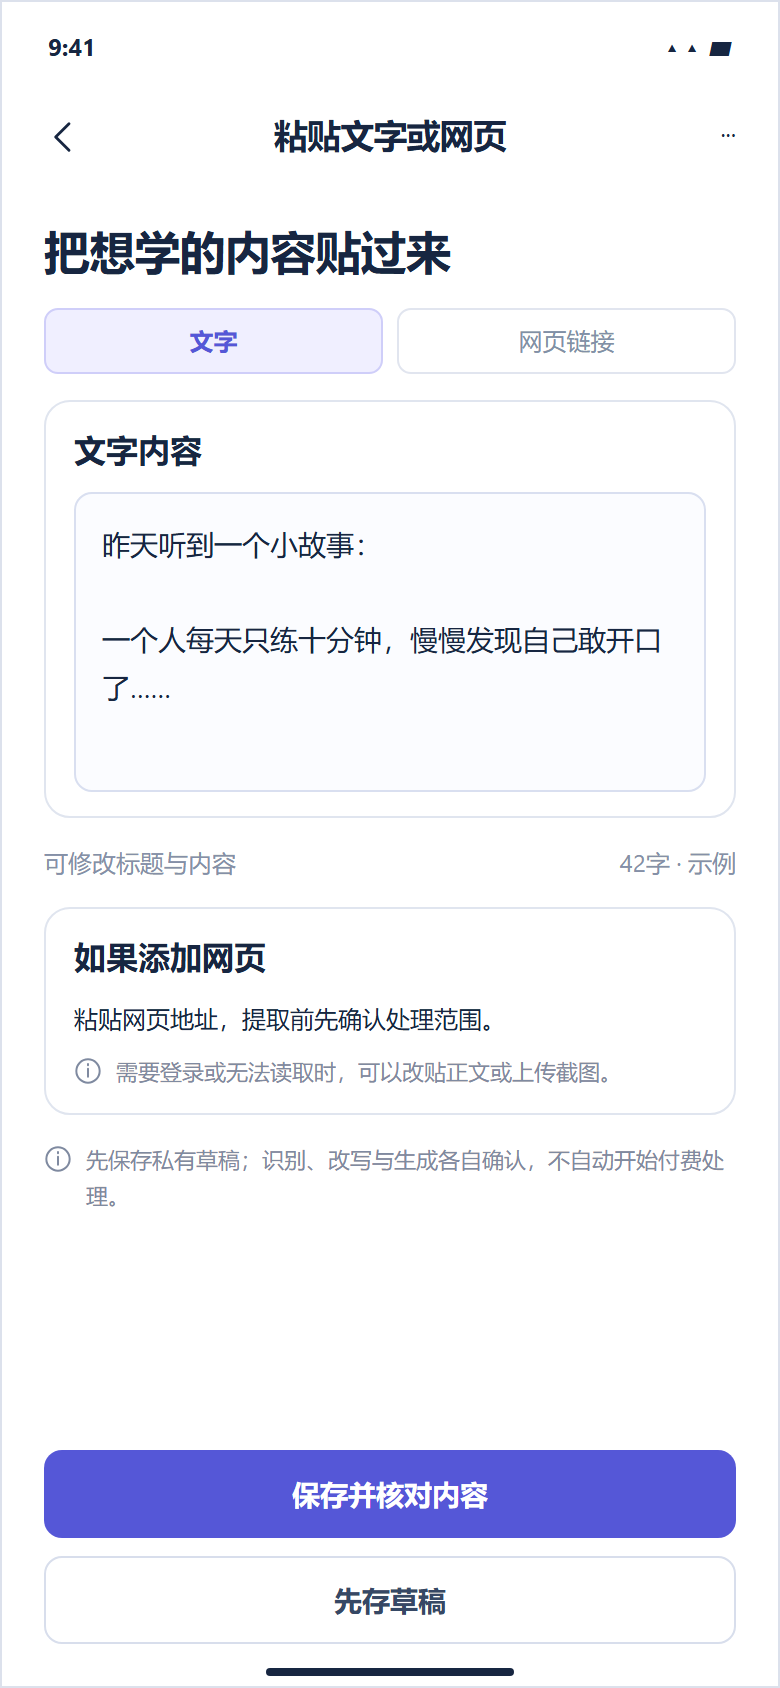 9:41
粘贴文字或网页
...
把想学的内容贴过来
文字
网页链接
文字内容
昨天听到一个小故事：
一个人每天只练十分钟，慢慢发现自己敢开口
了……
可修改标题与内容
42字 · 示例
如果添加网页
粘贴网页地址，提取前先确认处理范围。
需要登录或无法读取时，可以改贴正文或上传截图。
先保存私有草稿；识别、改写与生成各自确认，不自动开始付费处
理。
保存并核对内容
先存草稿